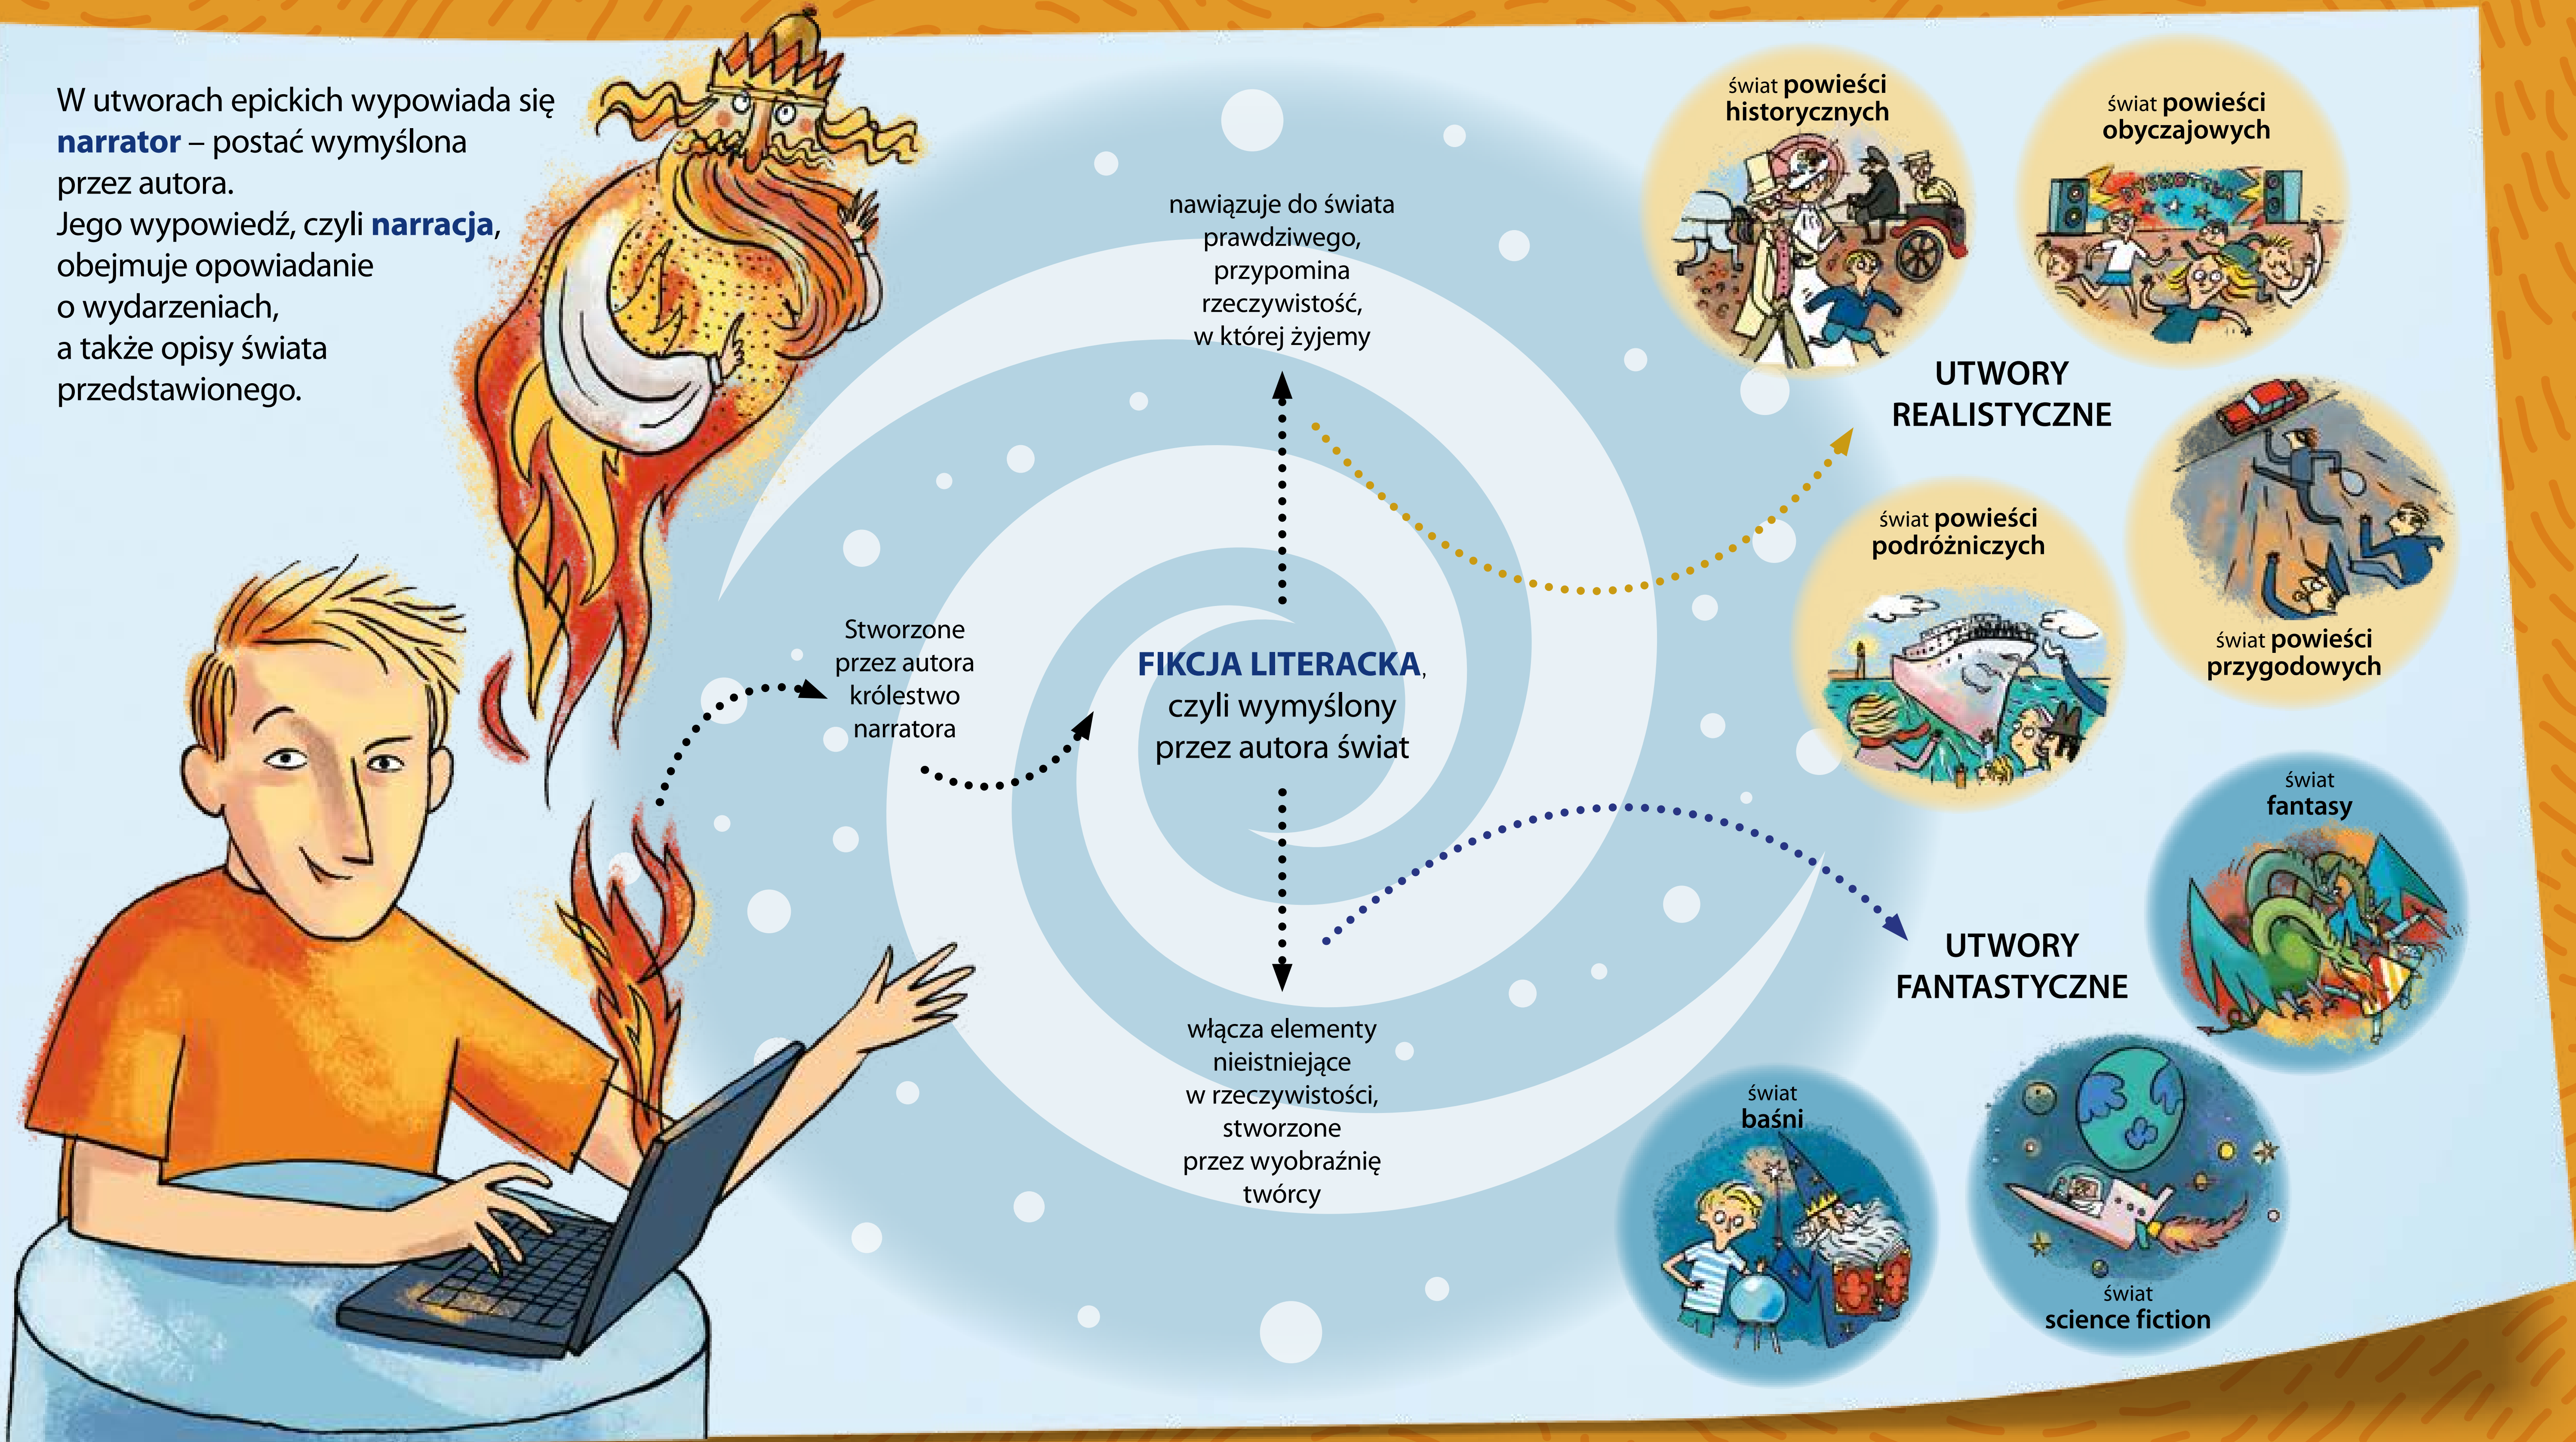 W utworach epickich wypowiada się
narrator – postać wymyślona
przez autora.
Jego wypowiedź, czyli narracja,
obejmuje opowiadanie
o wydarzeniach,
a także opisy świata
przedstawionego.
Stworzone
przez autora
królestwo
narratora
nawiązuje do świata
prawdziwego,
przypomina
rzeczywistość,
w której żyjemy
FIKCJA LITERACKA,
czyli wymyślony
przez autora świat
włącza elementy
nieistniejące
w rzeczywistości,
stworzone
przez wyobraźnię
twórcy
świat powieści
historycznych
świat powieści
obyczajowych
DYSKOTEKA
UTWORY
REALISTYCZNE
świat powieści
podróżniczych
świat powieści
przygodowych
UTWORY
FANTASTYCZNE
świat
fantasy
świat
baśni
świat
science fiction